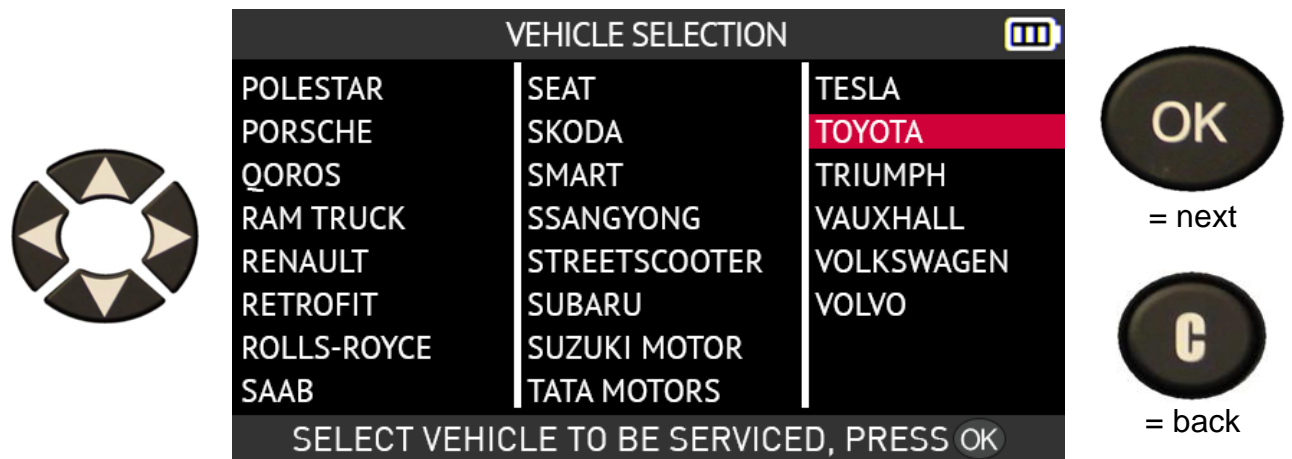 VEHICLE SELECTION
POLESTAR
PORSCHE
QOROS
RAM TRUCK
RENAULT
RETROFIT
ROLLS-ROYCE
SAAB
SEAT
SKODA
SMART
SSANGYONG
STREETSCOOTER
SUBARU
SUZUKI MOTOR
TATA MOTORS
TESLA
TOYOTA
TRIUMPH
VAUXHALL
VOLKSWAGEN
VOLVO
SELECT VEHICLE TO BE SERVICED, PRESS OK
OK
= next
C
= back